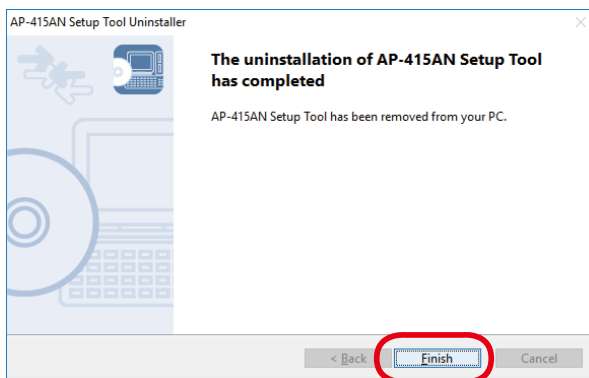 AP-415AN Setup Tool Uninstaller
The uninstallation of AP-415AN Setup Tool
has completed
AP-415AN Setup Tool has been removed from your PC.
< Back
Finish
Cancel